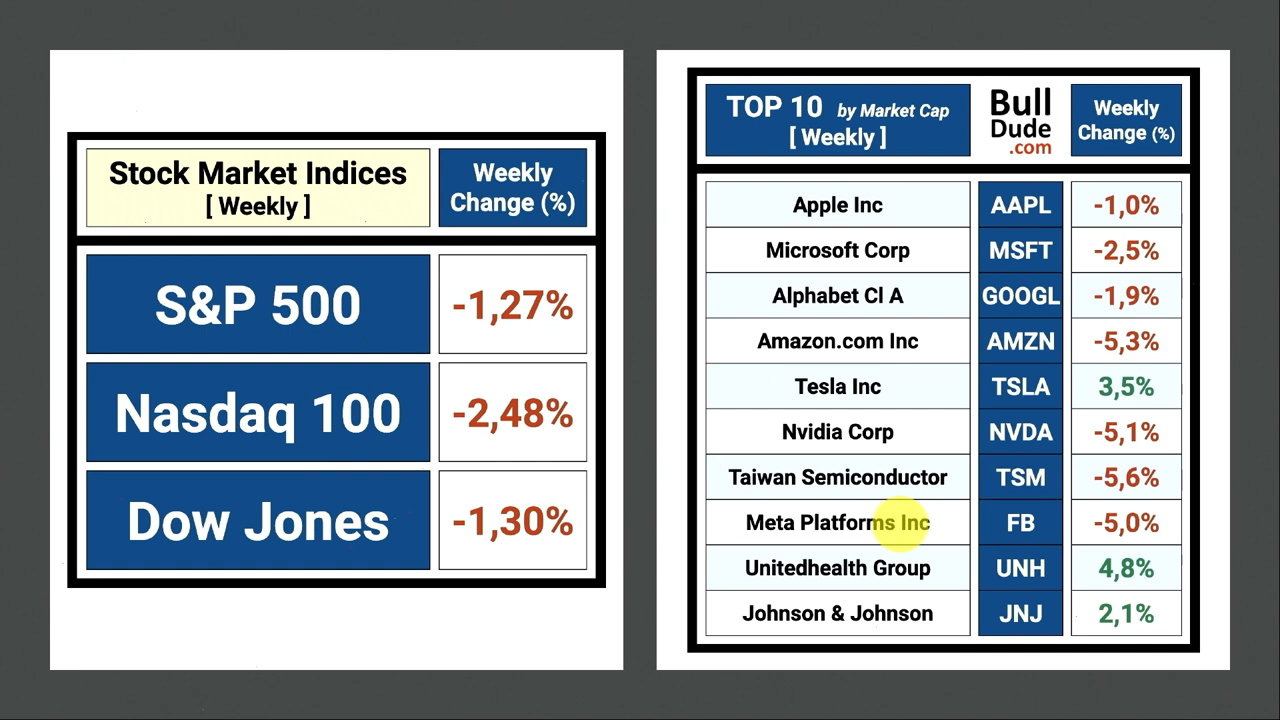 Stock Market Indices
[ Weekly ]
Weekly
Change (%)
S&P 500
-1,27%
Nasdaq 100
-2,48%
Dow Jones
-1,30%
TOP 10 by Market Cap
[ Weekly ]
Bull
Dude
.com
Weekly
Change (%)
Apple Inc AAPL -1,0%
Microsoft Corp MSFT -2,5%
Alphabet Cl A GOOGL -1,9%
Amazon.com Inc AMZN -5,3%
Tesla Inc TSLA 3,5%
Nvidia Corp NVDA -5,1%
Taiwan Semiconductor TSM -5,6%
Meta Platforms Inc FB -5,0%
Unitedhealth Group UNH 4,8%
Johnson & Johnson JNJ 2,1%